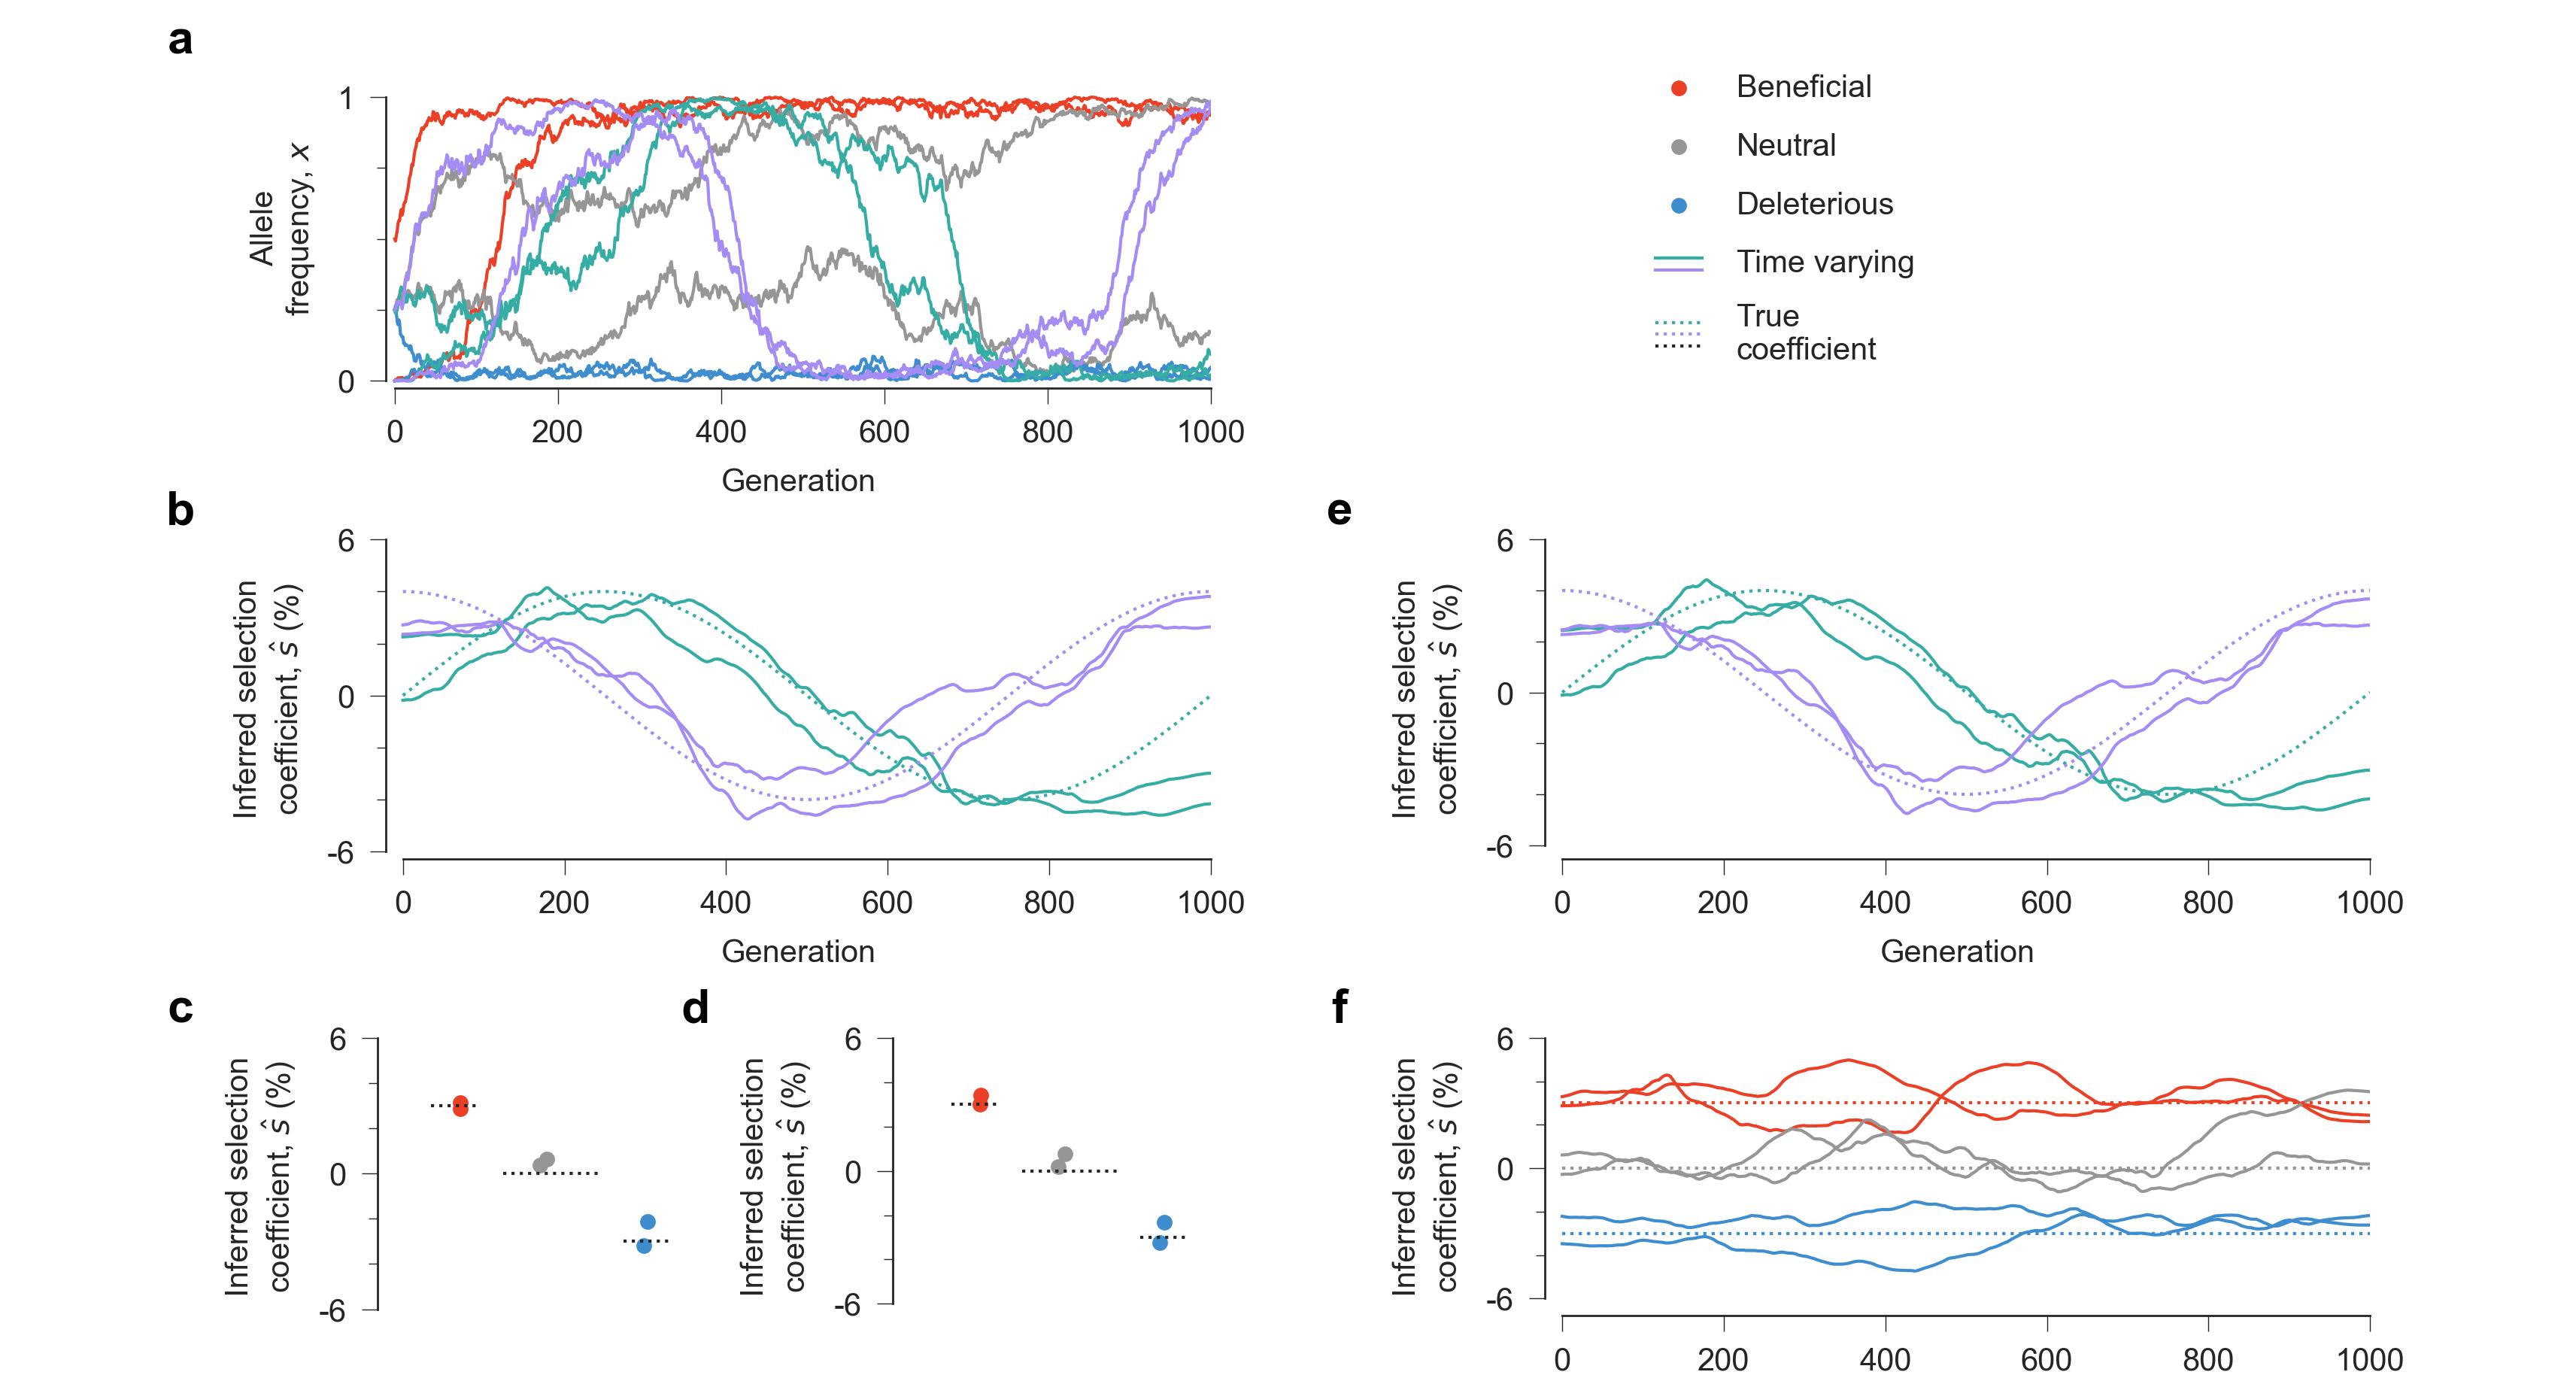 a
1
0
Allele
frequency, x
0 200 400 600 800 1000
Generation
Beneficial
Neutral
Deleterious
Time varying
True
coefficient
b
6
0
-6
Inferred selection
coefficient, ŝ (%)
0 200 400 600 800 1000
Generation
e
6
0
-6
Inferred selection
coefficient, ŝ (%)
0 200 400 600 800 1000
Generation
c
6
0
-6
Inferred selection
coefficient, ŝ (%)
d
6
0
-6
Inferred selection
coefficient, ŝ (%)
f
6
0
-6
Inferred selection
coefficient, ŝ (%)
0 200 400 600 800 1000